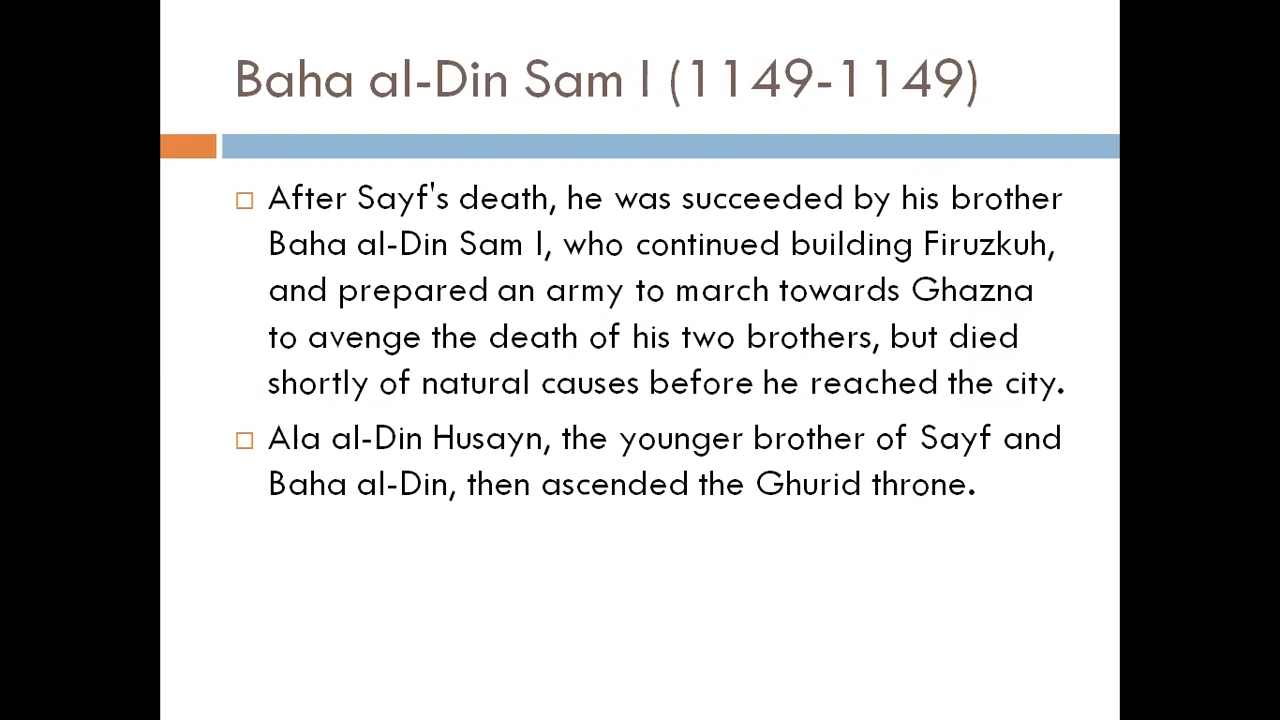 Baha al-Din Sam I (1149-1149)
After Sayf's death, he was succeeded by his brother
Baha al-Din Sam I, who continued building Firuzkuh,
and prepared an army to march towards Ghazna
to avenge the death of his two brothers, but died
shortly of natural causes before he reached the city.
Ala al-Din Husayn, the younger brother of Sayf and
Baha al-Din, then ascended the Ghurid throne.